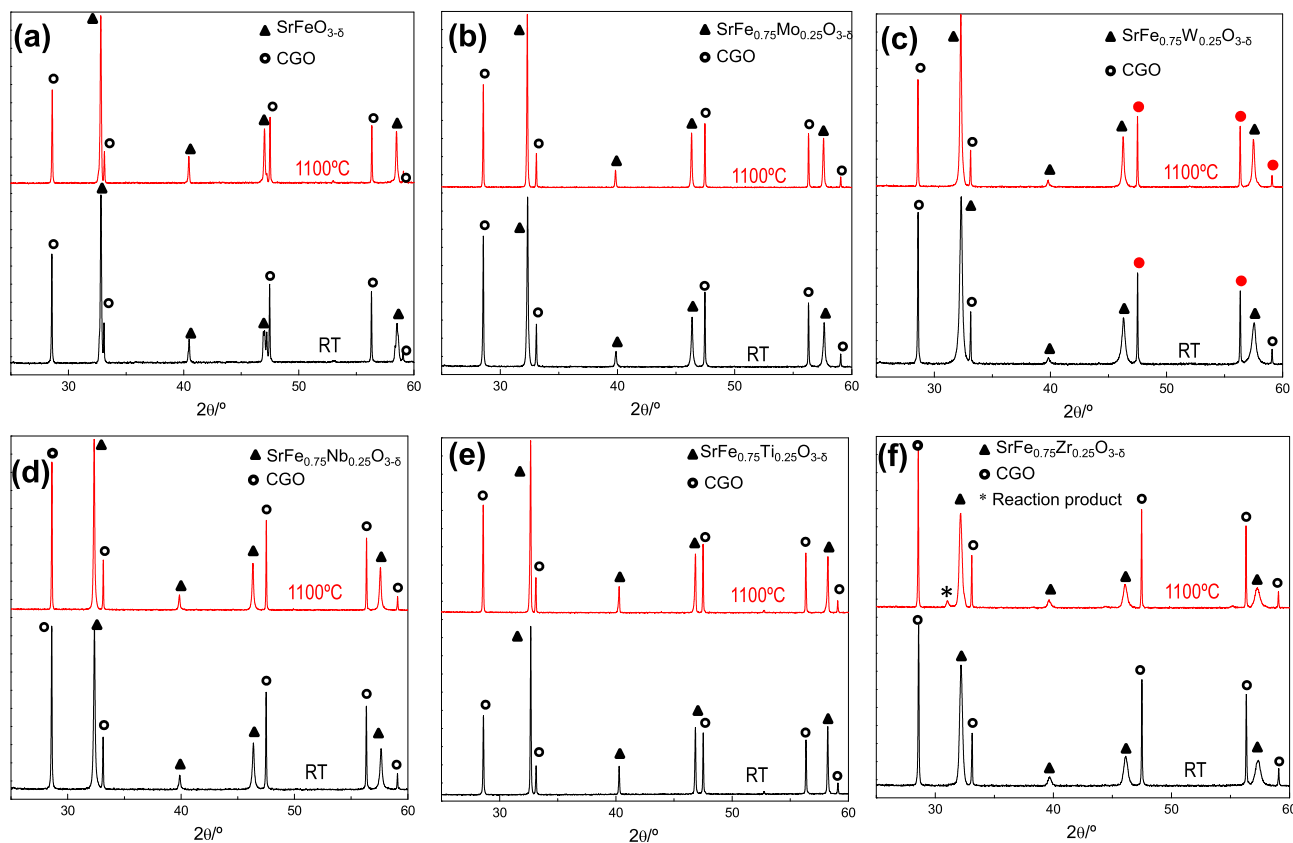 (a)
SrFeO3-δ
CGO
1100ºC
RT
30 40 50 60
2θ/º
(b)
SrFe0.75Mo0.25O3-δ
CGO
1100ºC
RT
30 40 50 60
2θ/º
(c)
SrFe0.75W0.25O3-δ
CGO
1100ºC
RT
30 40 50 60
2θ/º
(d)
SrFe0.75Nb0.25O3-δ
CGO
1100ºC
RT
30 40 50 60
2θ/º
(e)
SrFe0.75Ti0.25O3-δ
CGO
1100ºC
RT
30 40 50 60
2θ/º
(f)
SrFe0.75Zr0.25O3-δ
CGO
* Reaction product
*
1100ºC
RT
30 40 50 60
2θ/º